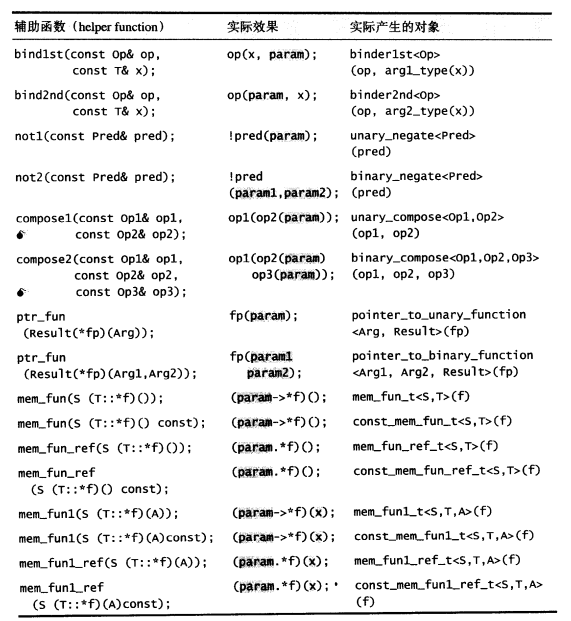 辅助函数（helper function） 实际效果 实际产生的对象
bind1st(const Op& op, op(x, param); binder1st<Op>
const T& x); (op, arg1_type(x))
bind2nd(const Op& op, op(param, x); binder2nd<Op>
const T& x); (op, arg2_type(x))
not1(const Pred& pred); !pred(param); unary_negate<Pred>
(pred)
not2(const Pred& pred); !pred binary_negate<Pred>
(param1,param2); (pred)
compose1(const Op1& op1, op1(op2(param)); unary_compose<Op1,Op2>
const Op2& op2); (op1, op2)
compose2(const Op1& op1, op1(op2(param) binary_compose<Op1,Op2,Op3>
const Op2& op2, op3(param)); (op1, op2, op3)
const Op3& op3);
ptr_fun fp(param); pointer_to_unary_function
(Result(*fp)(Arg)); <Arg, Result>(fp)
ptr_fun fp(param1 pointer_to_binary_function
(Result(*fp)(Arg1,Arg2)); param2); <Arg1, Arg2, Result>(fp)
mem_fun(S (T::*f)()); (param->*f)(); mem_fun_t<S,T>(f)
mem_fun(S (T::*f)() const); (param->*f)(); const_mem_fun_t<S,T>(f)
mem_fun_ref(S (T::*f)()); (param.*f)(); mem_fun_ref_t<S,T>(f)
mem_fun_ref (param.*f)(); const_mem_fun_ref_t<S,T>(f)
(S (T::*f)() const);
mem_fun1(S (T::*f)(A)); (param->*f)(x); mem_fun1_t<S,T,A>(f)
mem_fun1(S (T::*f)(A)const); (param->*f)(x); const_mem_fun1_t<S,T,A>(f)
mem_fun1_ref(S (T::*f)(A)); (param.*f)(x); mem_fun1_ref_t<S,T,A>(f)
mem_fun1_ref (param.*f)(x); const_mem_fun1_ref_t<S,T,A>
(S (T::*f)(A)const); (f)